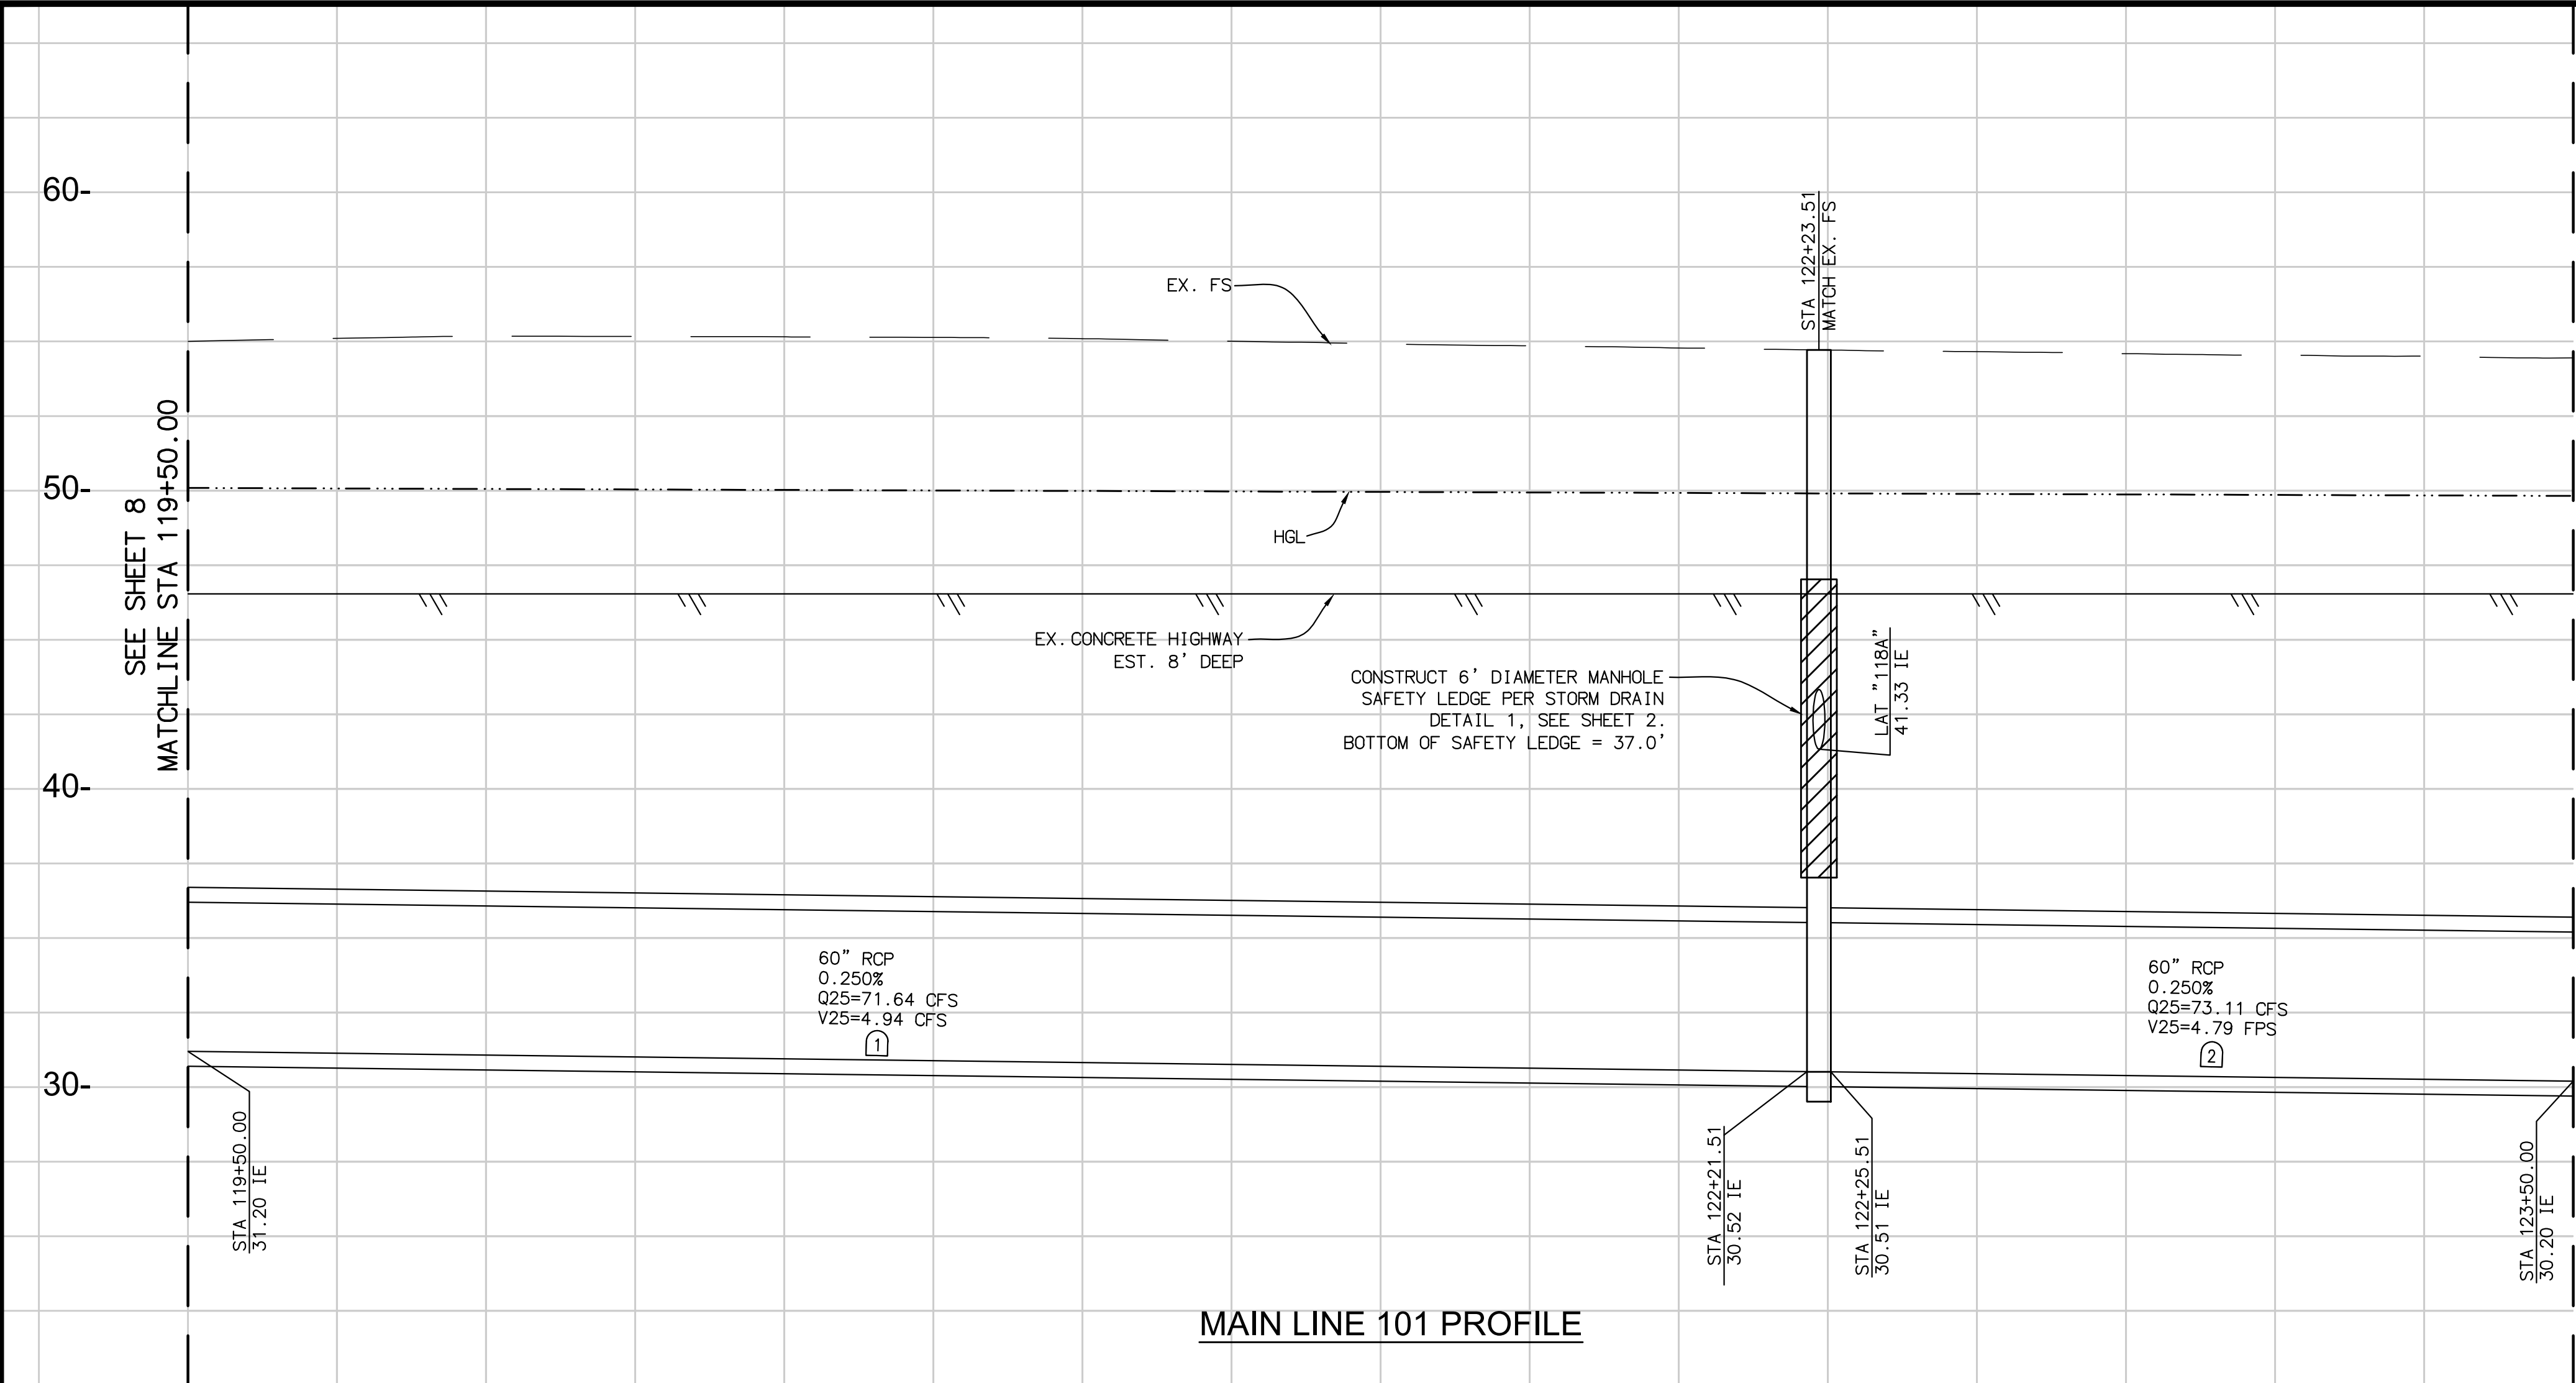 60-
50-
40-
30-
SEE SHEET 8
MATCHLINE STA 119+50.00
EX. FS
HGL
EX. CONCRETE HIGHWAY
EST. 8' DEEP
STA 122+23.51
MATCH EX. FS
CONSTRUCT 6' DIAMETER MANHOLE
SAFETY LEDGE PER STORM DRAIN
DETAIL 1, SEE SHEET 2.
BOTTOM OF SAFETY LEDGE = 37.0'
LAT "118A"
41.33 IE
60" RCP
0.250%
Q25=71.64 CFS
V25=4.94 CFS
1
60" RCP
0.250%
Q25=73.11 CFS
V25=4.79 FPS
2
STA 119+50.00
31.20 IE
STA 122+21.51
30.52 IE
STA 122+25.51
30.51 IE
STA 123+50.00
30.20 IE
MAIN LINE 101 PROFILE